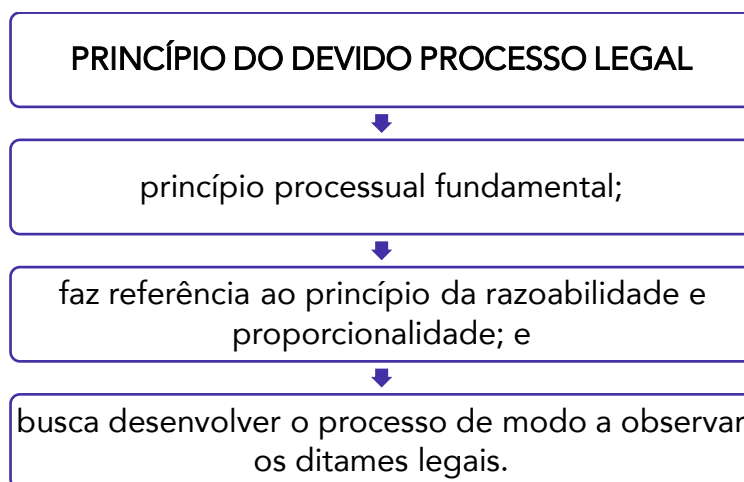 PRINCÍPIO DO DEVIDO PROCESSO LEGAL
princípio processual fundamental;
faz referência ao princípio da razoabilidade e
proporcionalidade; e
busca desenvolver o processo de modo a observar
os ditames legais.